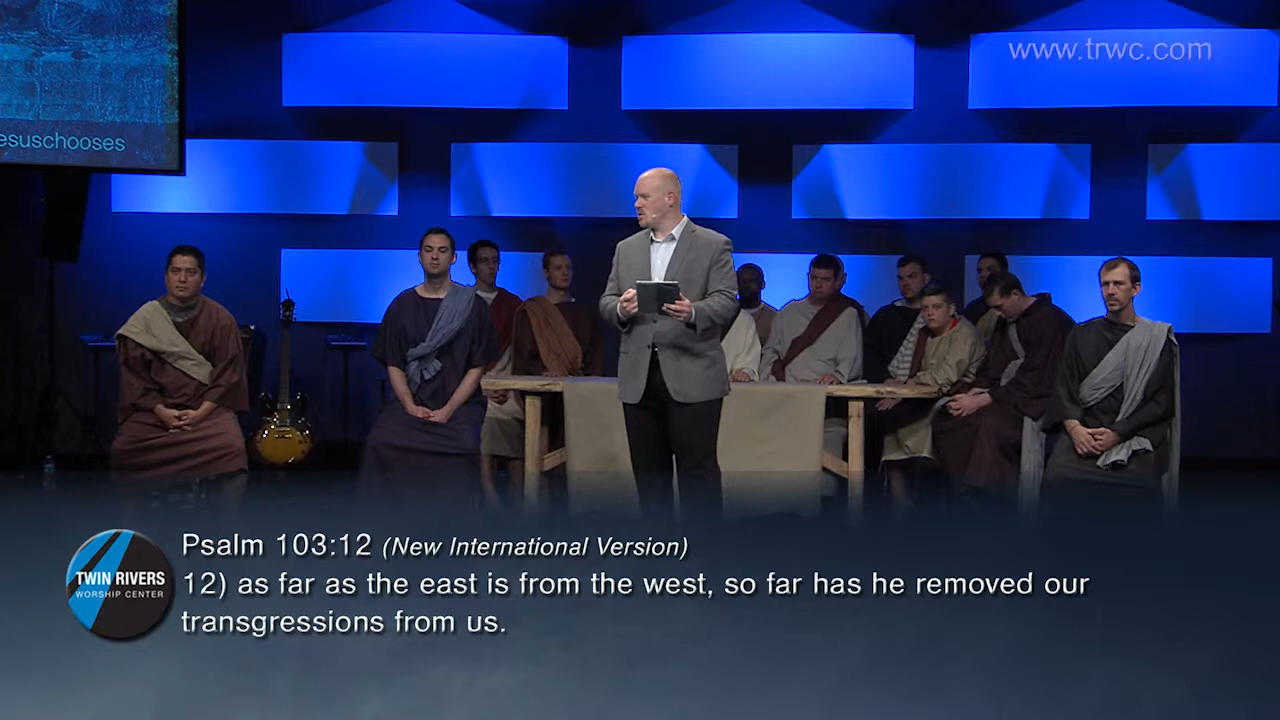 www.trwc.com
esuschooses
Psalm 103:12 (New International Version)
12) as far as the east is from the west, so far has he removed our
transgressions from us.
TWIN RIVERS
WORSHIP CENTER